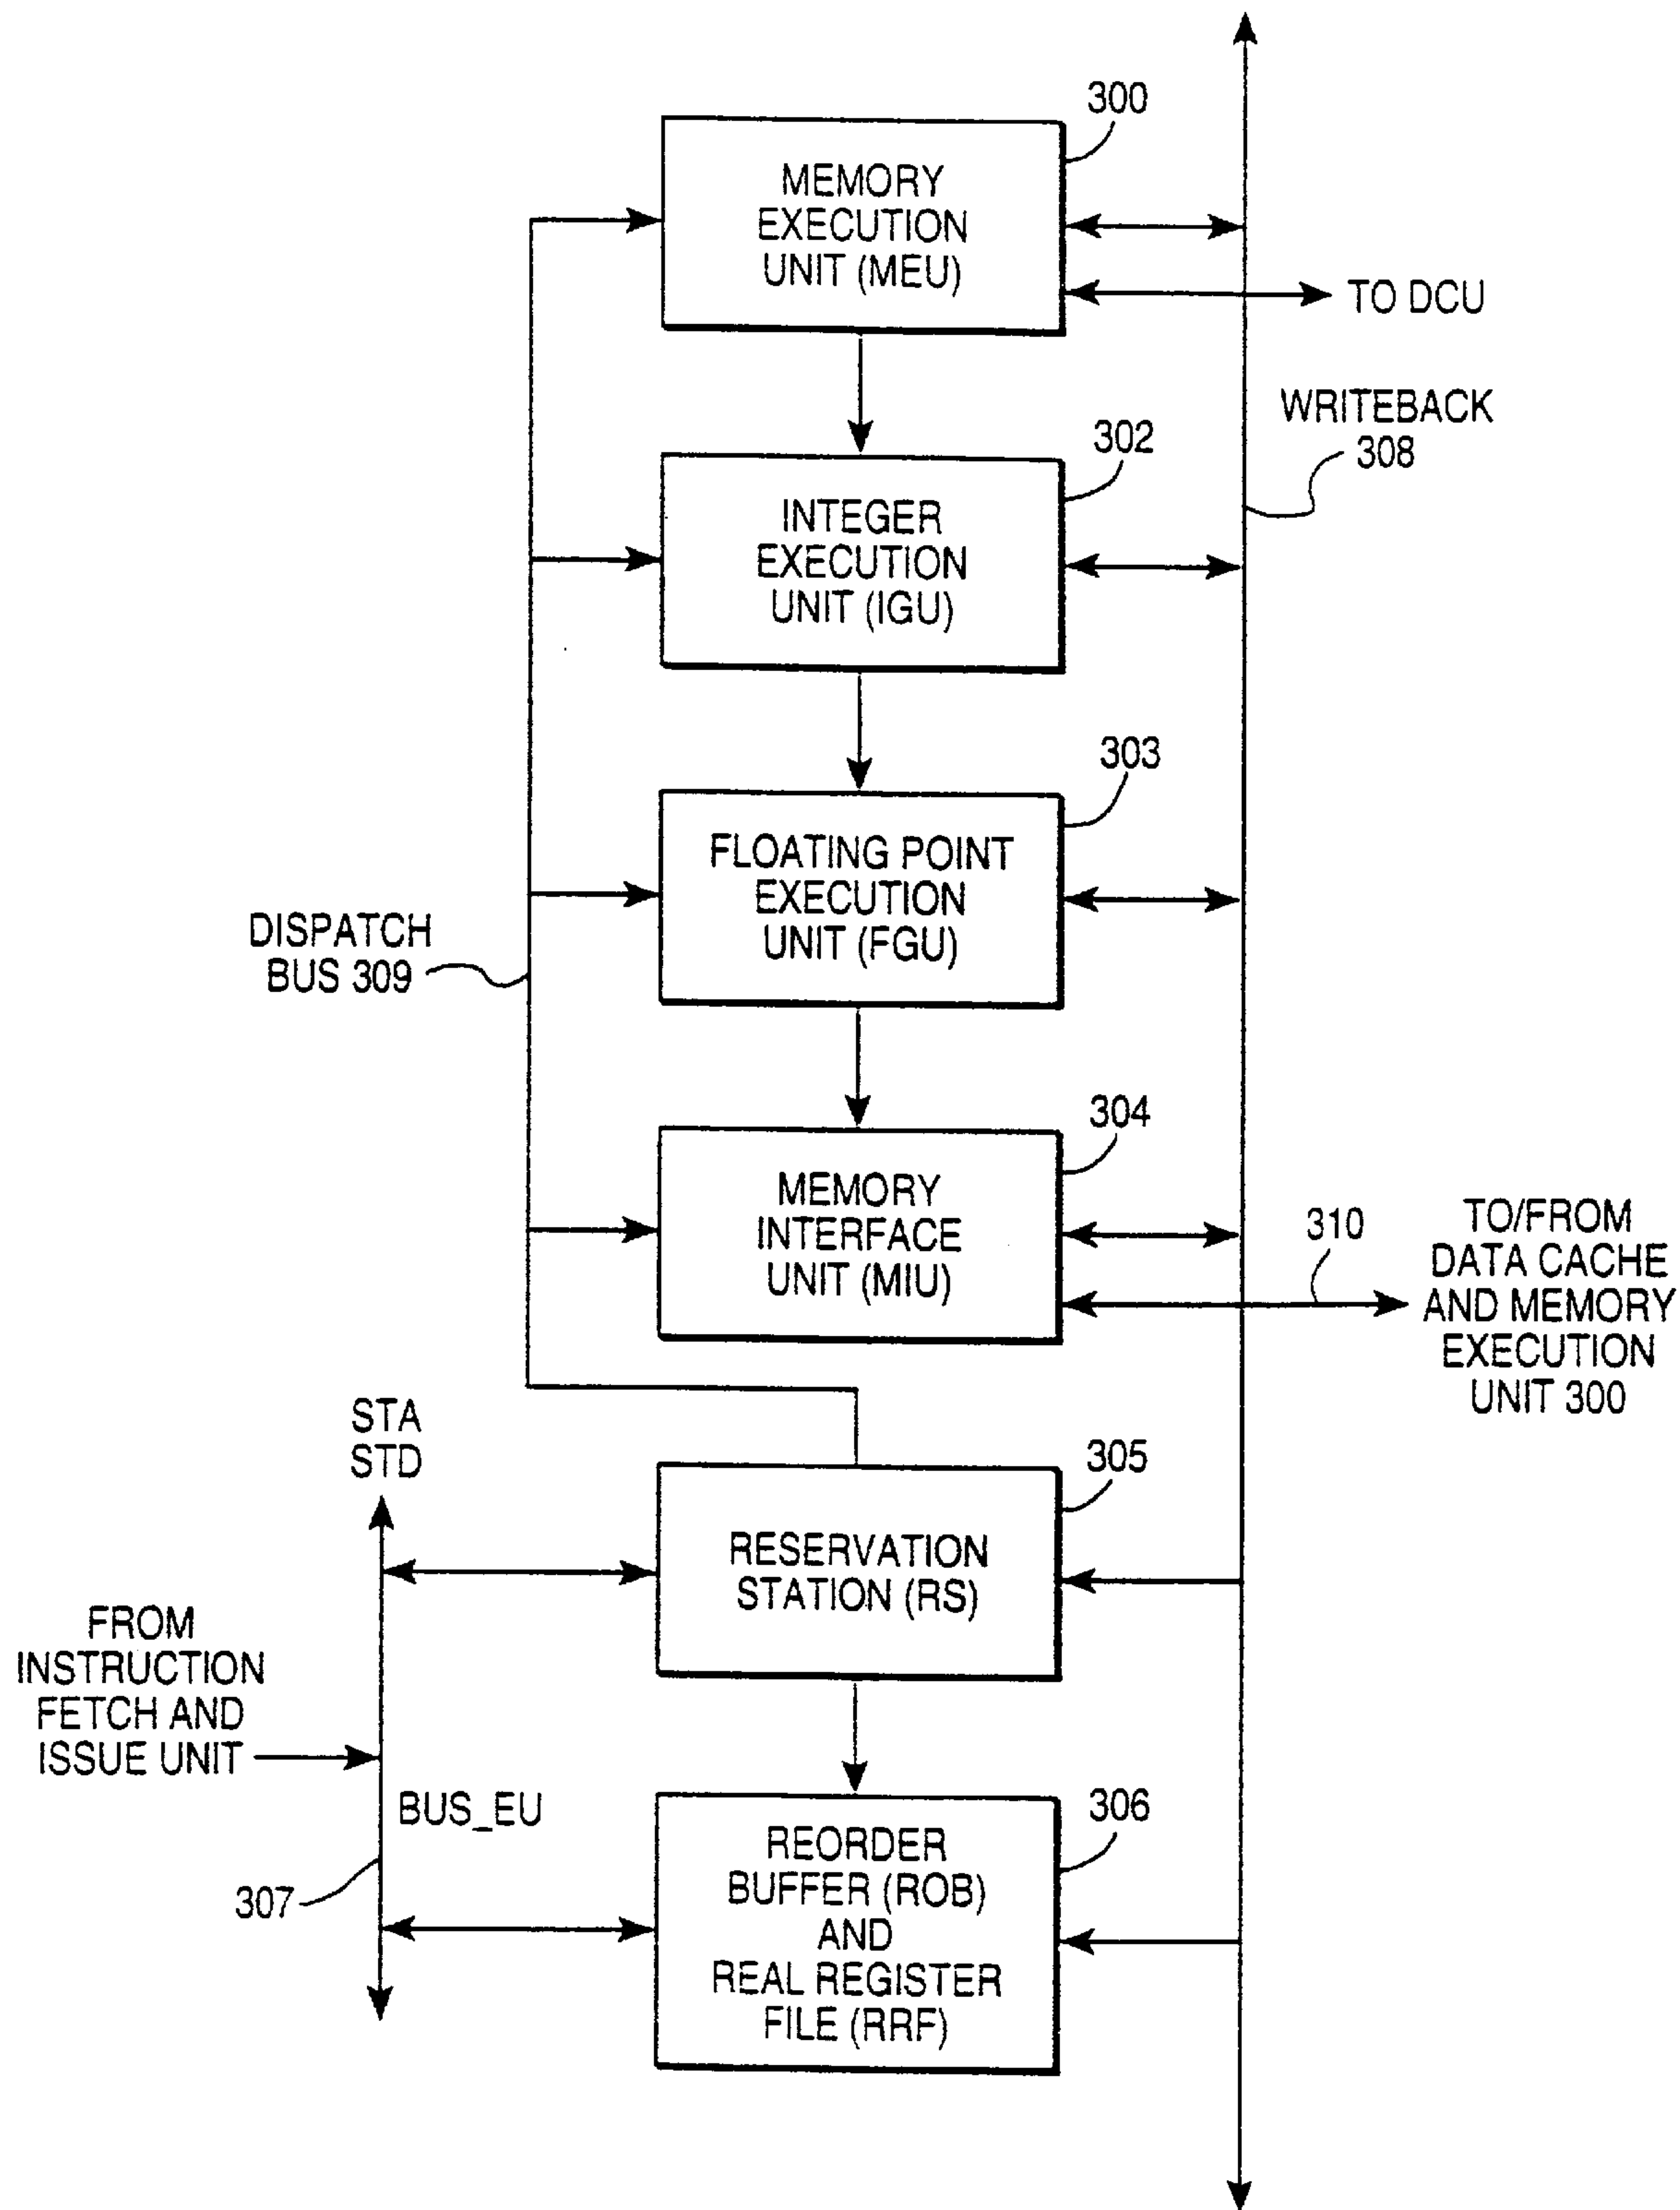 300
MEMORY
EXECUTION
UNIT (MEU)
TO DCU
WRITEBACK
308
302
INTEGER
EXECUTION
UNIT (IGU)
303
FLOATING POINT
EXECUTION
UNIT (FGU)
DISPATCH
BUS 309
304
MEMORY
INTERFACE
UNIT (MIU)
310
TO/FROM
DATA CACHE
AND MEMORY
EXECUTION
UNIT 300
STA
STD
305
RESERVATION
STATION (RS)
FROM
INSTRUCTION
FETCH AND
ISSUE UNIT
BUS_EU
307
306
REORDER
BUFFER (ROB)
AND
REAL REGISTER
FILE (RRF)